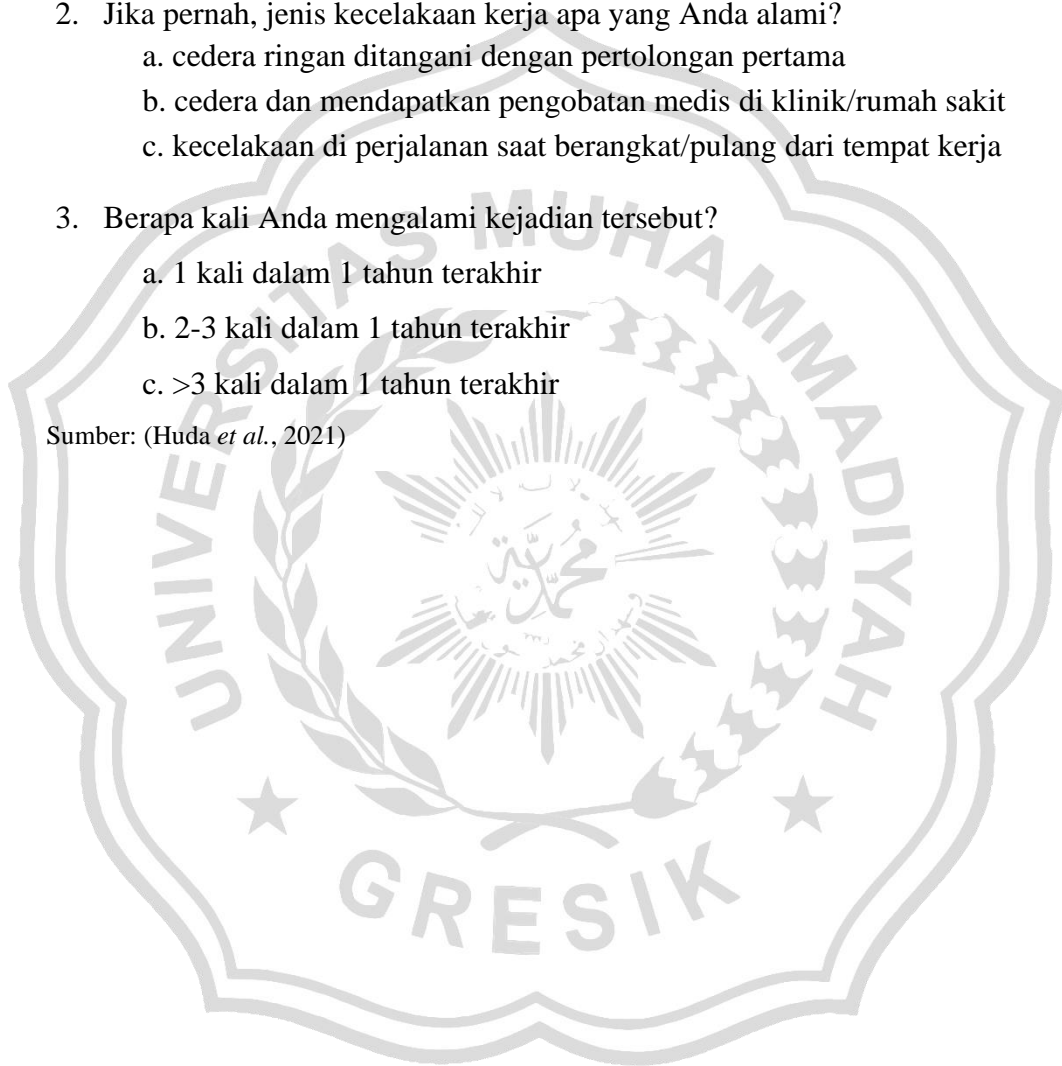 2. Jika pernah, jenis kecelakaan kerja apa yang Anda alami?
a. cedera ringan ditangani dengan pertolongan pertama
b. cedera dan mendapatkan pengobatan medis di klinik/rumah sakit
c. kecelakaan di perjalanan saat berangkat/pulang dari tempat kerja
3. Berapa kali Anda mengalami kejadian tersebut?
a. 1 kali dalam 1 tahun terakhir
b. 2-3 kali dalam 1 tahun terakhir
c. >3 kali dalam 1 tahun terakhir
Sumber: (Huda et al., 2021)
UNIVERSITAS MUHAMMADIYAH
GRESIK